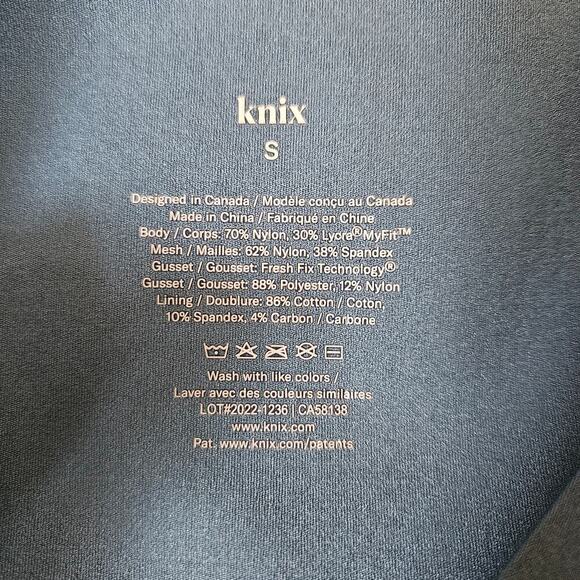 knix
S
Designed in Canada / Modèle conçu au Canada
Made in China / Fabriqué en Chine
Body / Corps: 70% Nylon, 30% Lycra® MyFit™
Mesh / Mailles: 62% Nylon, 38% Spandex
Gusset / Gousset: Fresh Fix Technology®
Gusset / Gousset: 88% Polyester, 12% Nylon
Lining / Doublure: 86% Cotton / Coton,
10% Spandex, 4% Carbon / Carbone
Wash with like colors /
Laver avec des couleurs similaires
LOT#2022-1236 | CA58138
www.knix.com
Pat. www.knix.com/patents